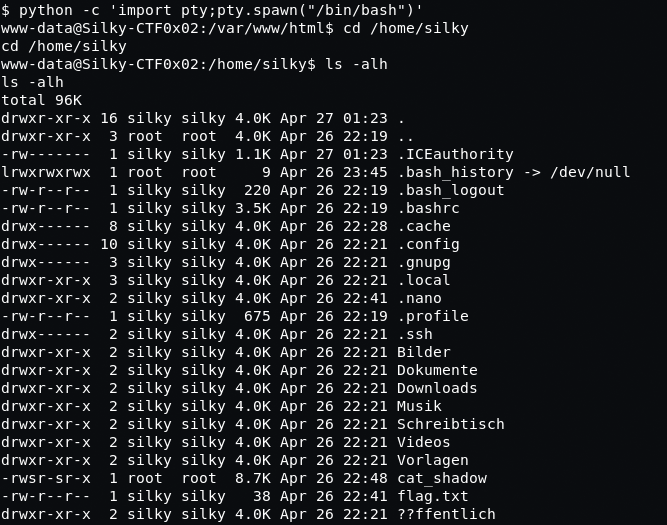 $ python -c 'import pty;pty.spawn("/bin/bash")'
www-data@Silky-CTF0x02:/var/www/html$ cd /home/silky
cd /home/silky
www-data@Silky-CTF0x02:/home/silky$ ls -alh
ls -alh
total 96K
drwxr-xr-x 16 silky silky 4.0K Apr 27 01:23 .
drwxr-xr-x  3 root  root  4.0K Apr 26 22:19 ..
-rw-------  1 silky silky 1.1K Apr 27 01:23 .ICEauthority
lrwxrwxrwx  1 root  root     9 Apr 26 23:45 .bash_history -> /dev/null
-rw-r--r--  1 silky silky  220 Apr 26 22:19 .bash_logout
-rw-r--r--  1 silky silky 3.5K Apr 26 22:19 .bashrc
drwx------  8 silky silky 4.0K Apr 26 22:28 .cache
drwx------ 10 silky silky 4.0K Apr 26 22:21 .config
drwx------  3 silky silky 4.0K Apr 26 22:21 .gnupg
drwxr-xr-x  3 silky silky 4.0K Apr 26 22:21 .local
drwxr-xr-x  2 silky silky 4.0K Apr 26 22:41 .nano
-rw-r--r--  1 silky silky  675 Apr 26 22:19 .profile
drwx------  2 silky silky 4.0K Apr 26 22:21 .ssh
drwxr-xr-x  2 silky silky 4.0K Apr 26 22:21 Bilder
drwxr-xr-x  2 silky silky 4.0K Apr 26 22:21 Dokumente
drwxr-xr-x  2 silky silky 4.0K Apr 26 22:21 Downloads
drwxr-xr-x  2 silky silky 4.0K Apr 26 22:21 Musik
drwxr-xr-x  2 silky silky 4.0K Apr 26 22:21 Schreibtisch
drwxr-xr-x  2 silky silky 4.0K Apr 26 22:21 Videos
drwxr-xr-x  2 silky silky 4.0K Apr 26 22:21 Vorlagen
-rwsr-sr-x  1 root  root  8.7K Apr 26 22:48 cat_shadow
-rw-r--r--  1 silky silky   38 Apr 26 22:41 flag.txt
drwxr-xr-x  2 silky silky 4.0K Apr 26 22:21 ??ffentlich